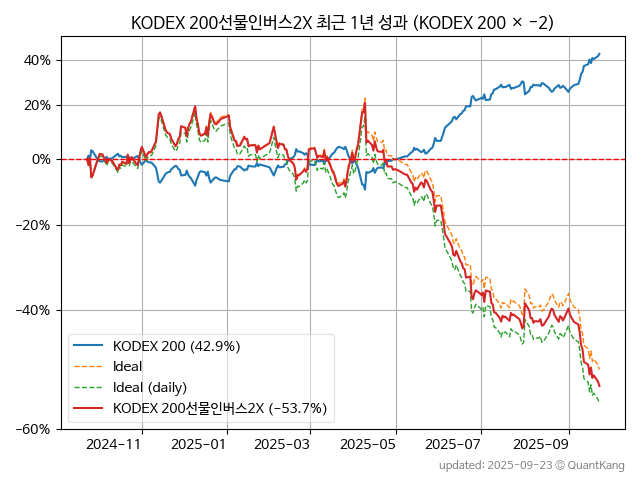 KODEX 200선물인버스2X 최근 1년 성과 (KODEX 200 × −2)
40%
20%
0%
−20%
−40%
−60%
KODEX 200 (42.9%)
Ideal
Ideal (daily)
KODEX 200선물인버스2X (−53.7%)
2024-11
2025-01
2025-03
2025-05
2025-07
2025-09
updated: 2025-09-23 © QuantKang